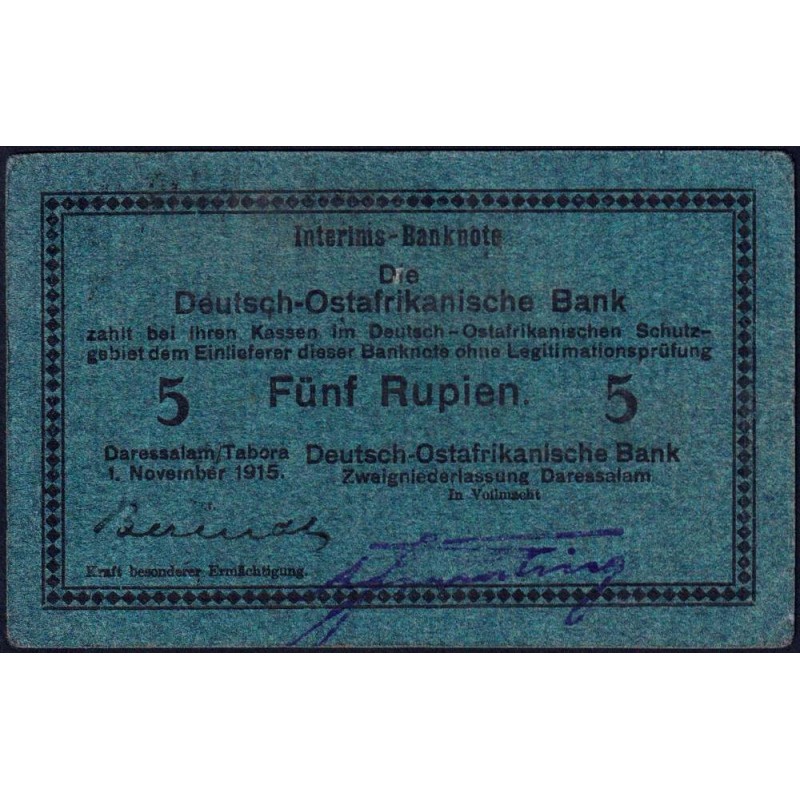 Interims-Banknote
Die
Deutsch-Ostafrikanische Bank
zahlt bei ihren Kassen im Deutsch-Ostafrikanischen Schutz-
gebiet dem Einlieferer dieser Banknote ohne Legitimationsprüfung
5 Fünf Rupien. 5
Daressalam/Tabora
1. November 1915.
Deutsch-Ostafrikanische Bank
Zweigniederlassung Daressalam
In Vollmacht
Berendt
Kraft besonderer Ermächtigung.